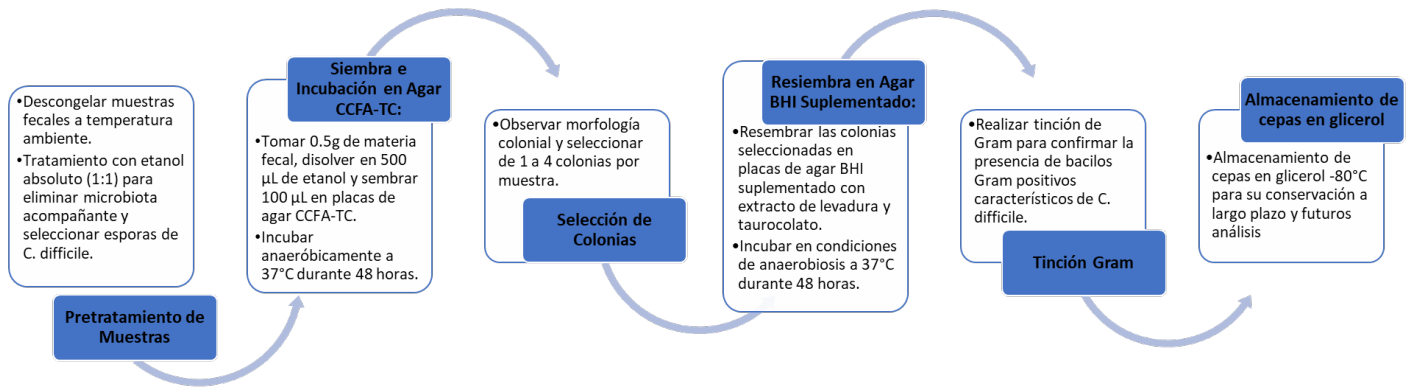 •Descongelar muestras
fecales a temperatura
ambiente.
•Tratamiento con etanol
absoluto (1:1) para
eliminar microbiota
acompañante y
seleccionar esporas de
C. difficile.
Pretratamiento de
Muestras
Siembra e
Incubación en Agar
CCFA-TC:
•Tomar 0.5g de materia
fecal, disolver en 500
µL de etanol y sembrar
100 µL en placas de
agar CCFA-TC.
•Incubar
anaeróbicamente a
37°C durante 48 horas.
•Observar morfología
colonial y seleccionar
de 1 a 4 colonias por
muestra.
Selección de
Colonias
Resiembra en Agar
BHI Suplementado:
•Resembrar las colonias
seleccionadas en
placas de agar BHI
suplementado con
extracto de levadura y
taurocolato.
•Incubar en condiciones
de anaerobiosis a 37°C
durante 48 horas.
•Realizar tinción de
Gram para confirmar la
presencia de bacilos
Gram positivos
característicos de C.
difficile.
Tinción Gram
Almacenamiento de
cepas en glicerol
•Almacenamiento de
cepas en glicerol -80°C
para su conservación a
largo plazo y futuros
análisis